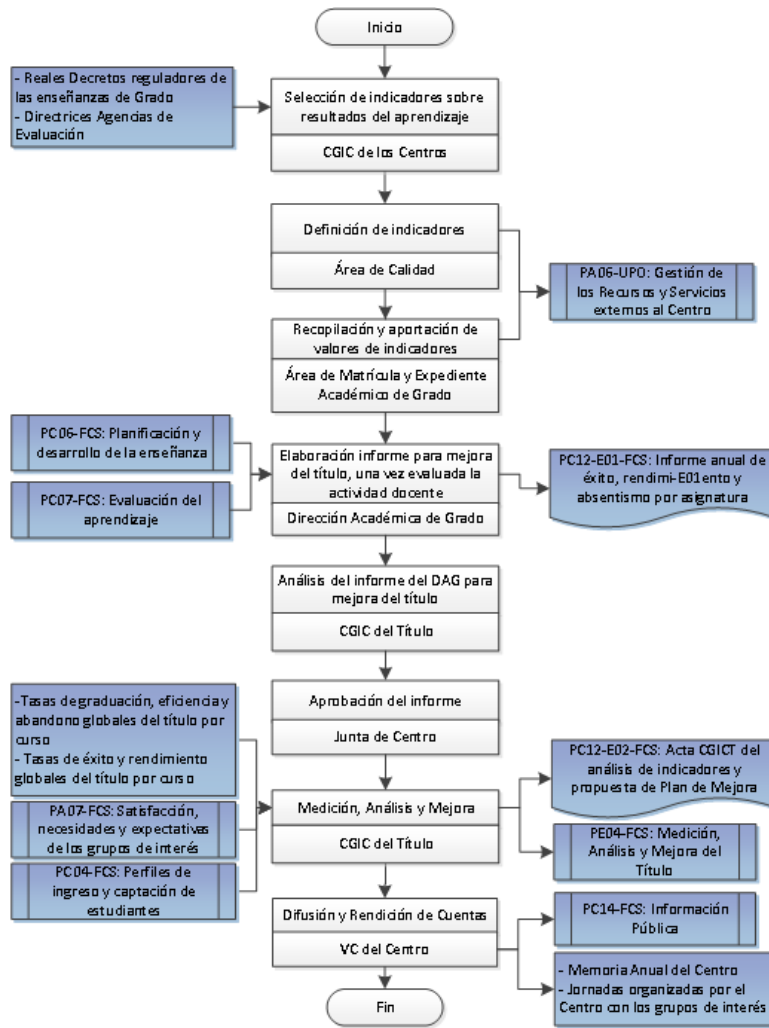 Inicio
- Reales Decretos reguladores de
las enseñanzas de Grado
- Directrices Agencias de
Evaluación
Selección de indicadores sobre
resultados del aprendizaje
CGIC de los Centros
Definición de indicadores
Área de Calidad
PA06-UPO: Gestión de
los Recursos y Servicios
externos al Centro
Recopilación y aportación de
valores de indicadores
Área de Matrícula y Expediente
Académico de Grado
PC06-FCS: Planificación y
desarrollo de la enseñanza
PC07-FCS: Evaluación del
aprendizaje
Elaboración informe para mejora
del título, una vez evaluada la
actividad docente
Dirección Académica de Grado
PC12-E01-FCS: Informe anual de
éxito, rendimi-E01ento y
absentismo por asignatura
Análisis del informe del DAG para
mejora del título
CGIC del Título
Aprobación del informe
Junta de Centro
-Tasas de graduación, eficiencia y
abandono globales del título por
curso
- Tasas de éxito y rendimiento
globales del título por curso
PA07-FCS: Satisfacción,
necesidades y expectativas
de los grupos de interés
PC04-FCS: Perfiles de
ingreso y captación de
estudiantes
Medición, Análisis y Mejora
CGIC del Título
PC12-E02-FCS: Acta CGICT del
análisis de indicadores y
propuesta de Plan de Mejora
PE04-FCS: Medición,
Análisis y Mejora del
Título
Difusión y Rendición de Cuentas
VC del Centro
PC14-FCS: Información
Pública
- Memoria Anual del Centro
- Jornadas organizadas por el
Centro con los grupos de interés
Fin